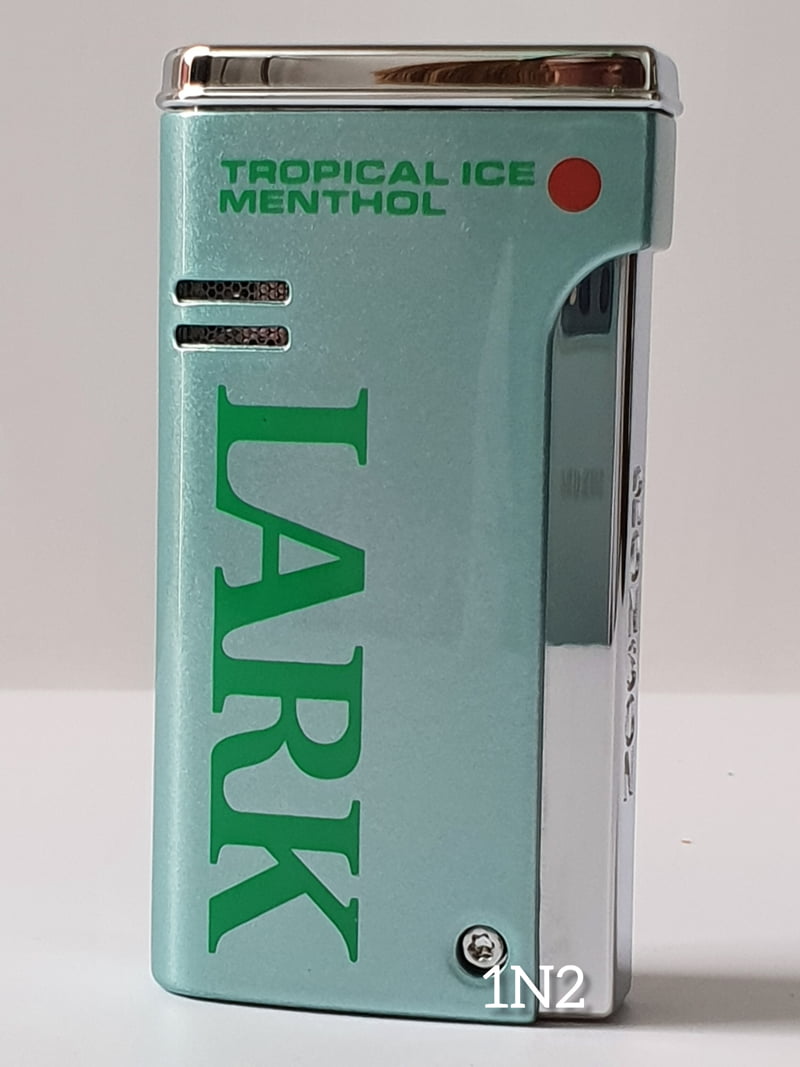 TROPICAL ICE
MENTHOL
LARK
1N2